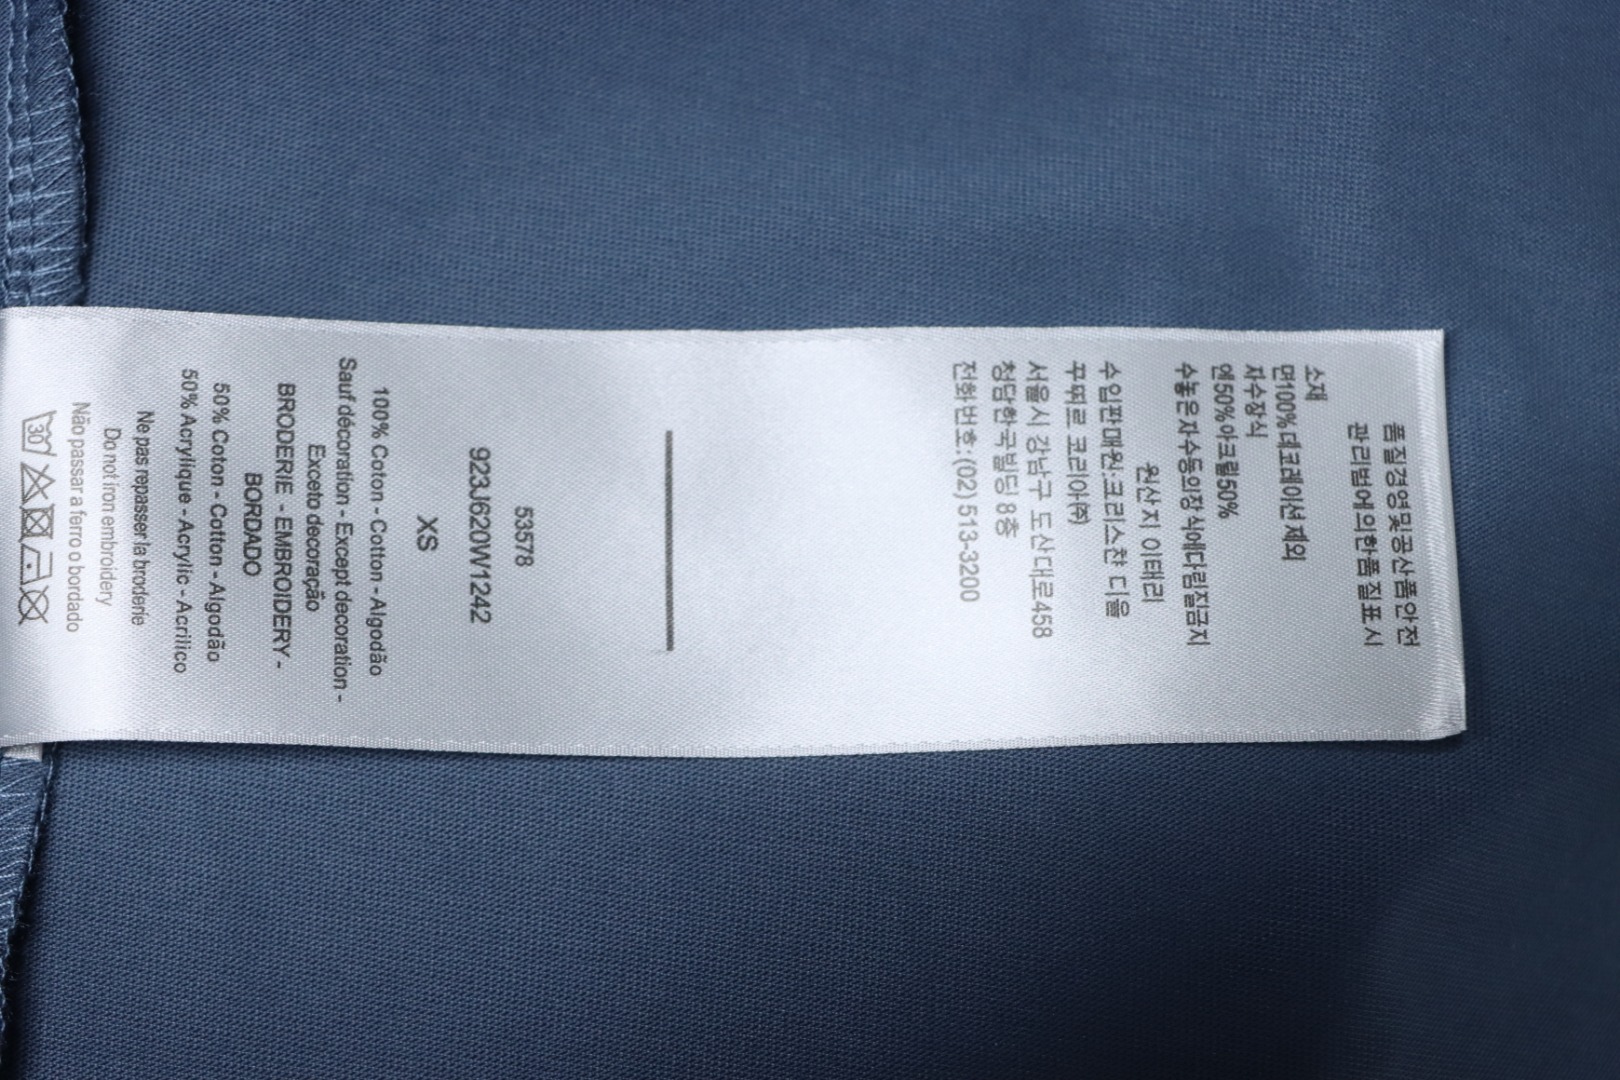 품질경영및공산품안전
관리법에의한품질표시
소재
면100%데코레이션 제외
자수장식
엔50%아크릴50%
수놓은자수등의장식에다림질금지
원산지 이태리
수입판매원:크리스챤 디올
꾸뛰르 코리아(주)
서울시 강남구 도산대로458
청담한국빌딩 8층
전화번호:(02) 513-3200
53578
923J620W1242
XS
100% Coton - Cotton - Algodão
Sauf décoration - Except decoration -
Exceto decoração
BRODERIE - EMBROIDERY -
BORDADO
50% Coton - Cotton - Algodão
50% Acrylique - Acrylic - Acrílico
Ne pas repasser la broderie
Do not iron embroidery
Não passar a ferro o bordado
30